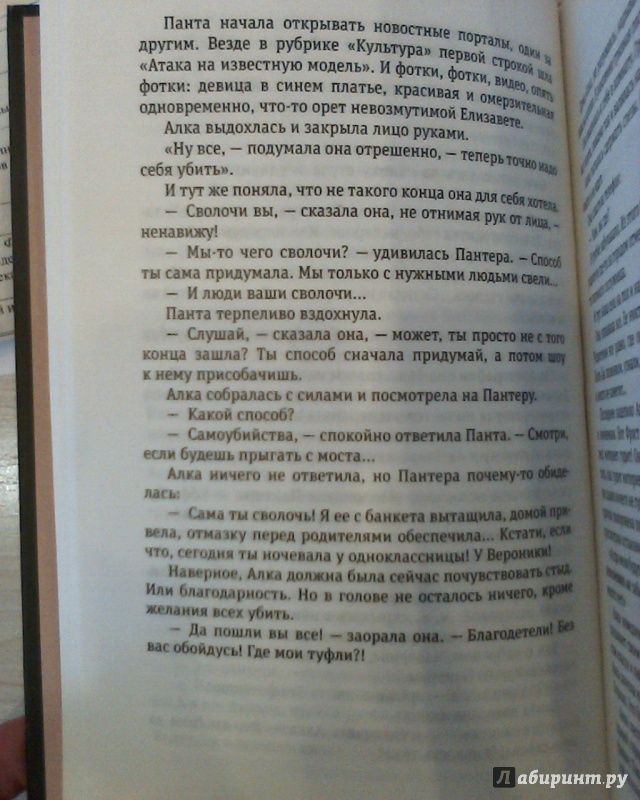 Панта начала открывать новостные порталы, один за
другим. Везде в рубрике «Культура» первой строкой шла
«Атака на известную модель». И фотки, фотки, видео, опять
фотки: девица в синем платье, красивая и омерзительная
одновременно, что-то орет невозмутимой Елизавете.
Алка выдохлась и закрыла лицо руками.
«Ну все, — подумала она отрешенно, — теперь точно надо
себя убить».
И тут же поняла, что не такого конца она для себя хотела.
— Сволочи вы, — сказала она, не отнимая рук от лица, –
ненавижу!
— Мы-то чего сволочи? — удивилась Пантера. — Способ
ты сама придумала. Мы только с нужными людьми свели...
— И люди ваши сволочи...
Панта терпеливо вздохнула.
— Слушай, — сказала она, — может, ты просто не с того
конца зашла? Ты способ сначала придумай, а потом шоу
к нему присобачишь.
Алка собралась с силами и посмотрела на Пантеру.
— Какой способ?
— Самоубийства, — спокойно ответила Панта. — Смотри,
если будешь прыгать с моста...
Алка ничего не ответила, но Пантера почему-то обиде-
лась:
— Сама ты сволочь! Я ее с банкета вытащила, домой при-
вела, отмазку перед родителями обеспечила... Кстати, если
что, сегодня ты ночевала у одноклассницы! У Вероники!
Наверное, Алка должна была сейчас почувствовать стыд.
Или благодарность. Но в голове не осталось ничего, кроме
желания всех убить.
— Да пошли вы все! — заорала она. — Благодетели! Без
вас обойдусь! Где мои туфли?!
Лабиринт.ру